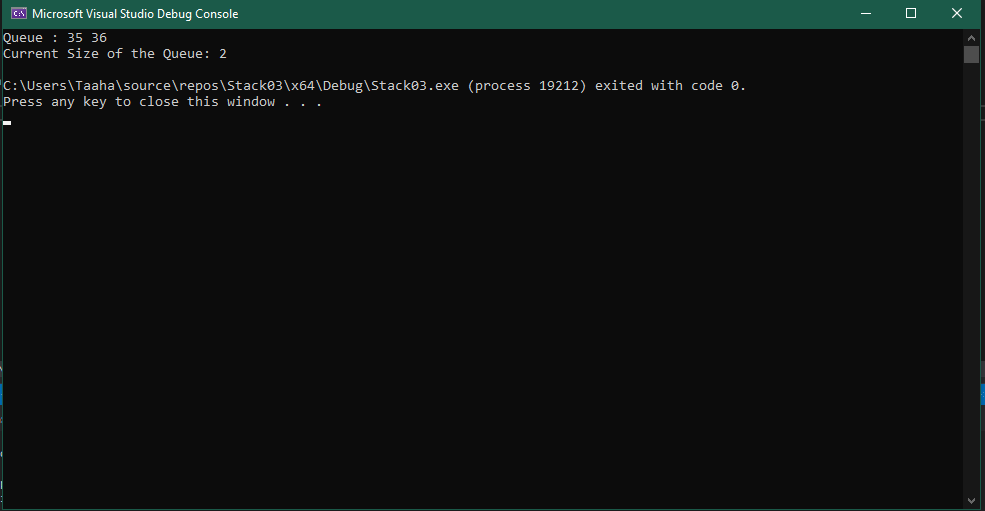 Microsoft Visual Studio Debug Console
Queue : 35 36
Current Size of the Queue: 2
C:\Users\Taaha\source\repos\Stack03\x64\Debug\Stack03.exe (process 19212) exited with code 0.
Press any key to close this window . . .